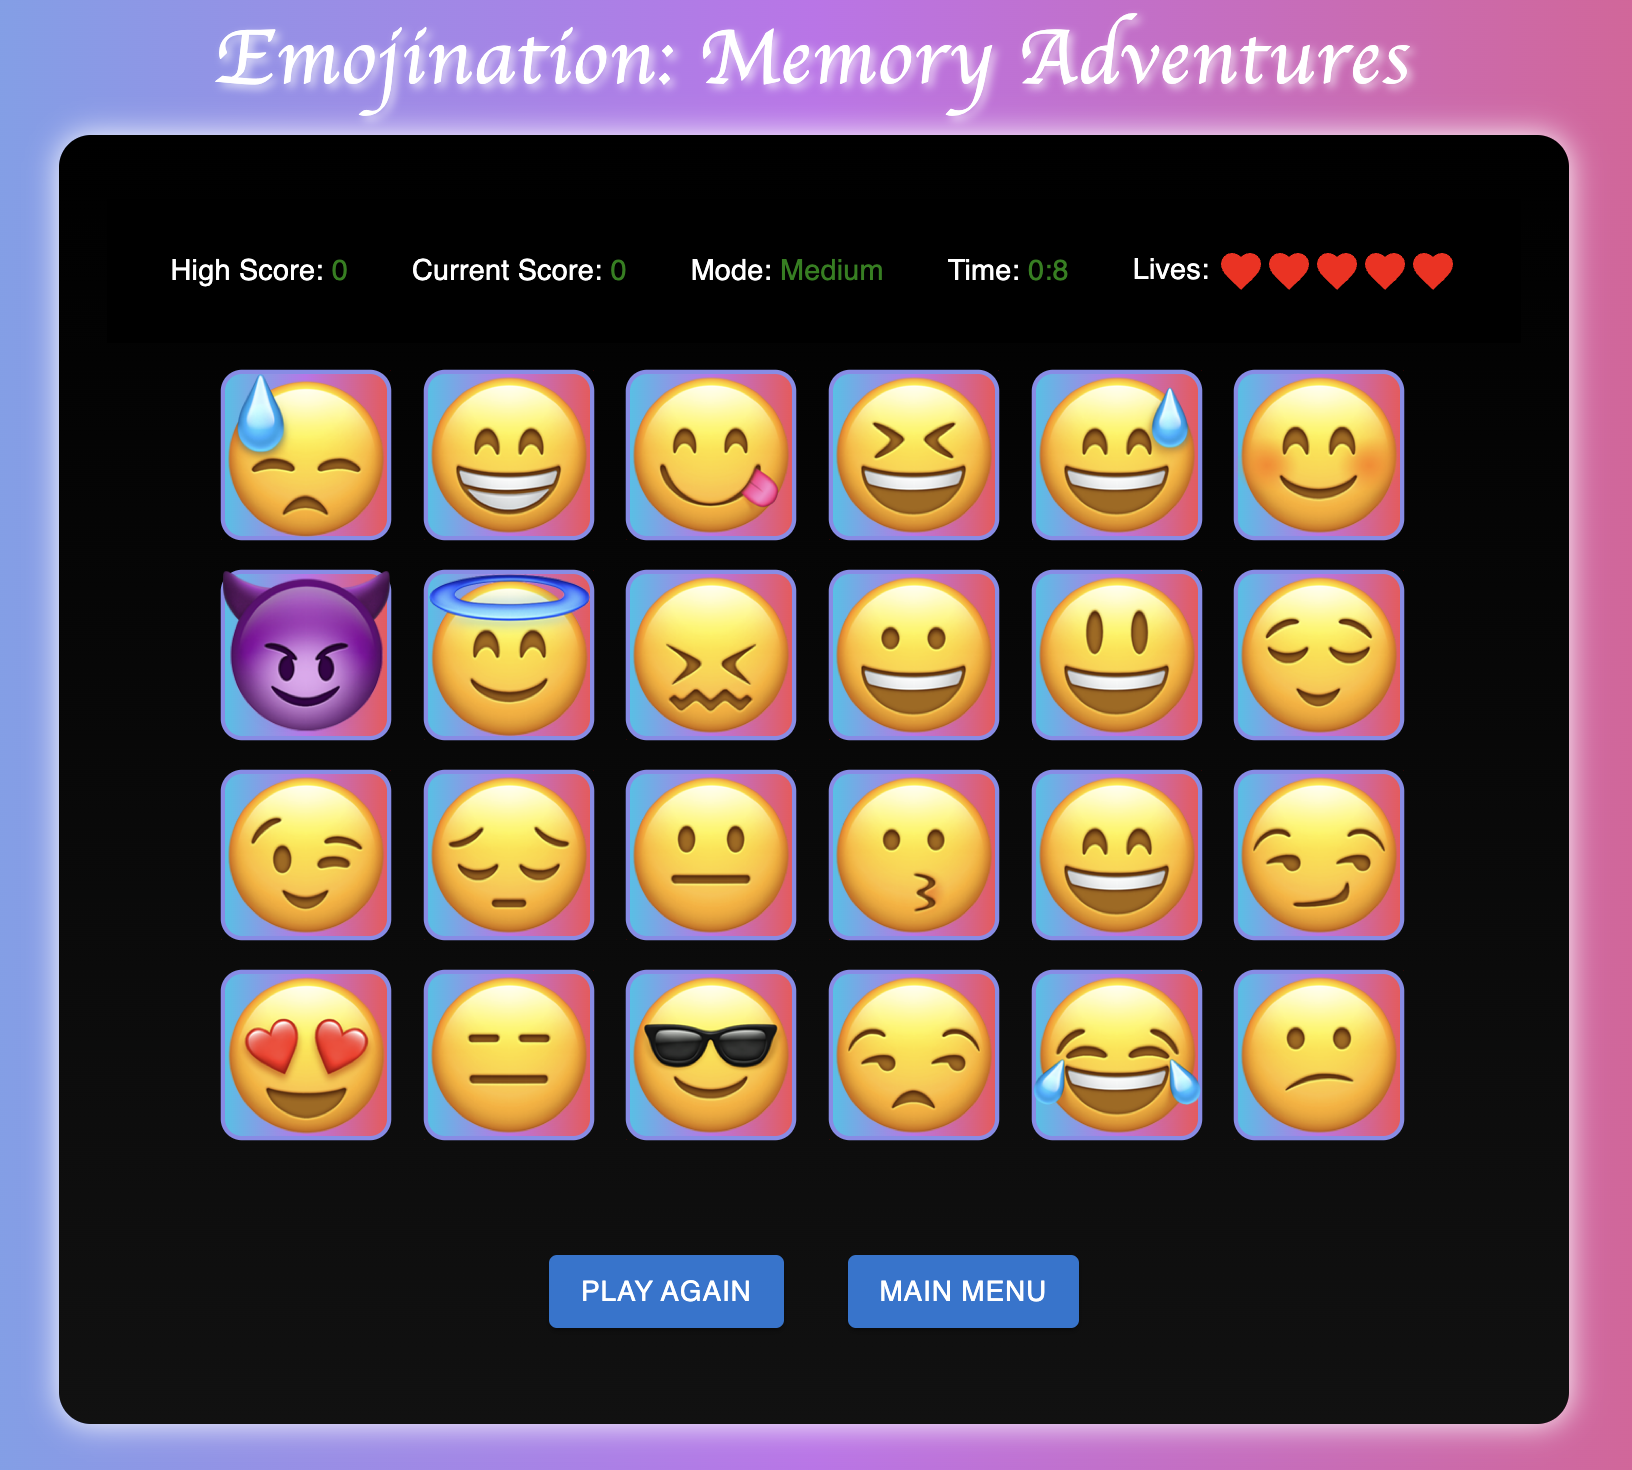 Emojination: Memory Adventures
High Score: 0 Current Score: 0 Mode: Medium Time: 0:8 Lives:
PLAY AGAIN MAIN MENU